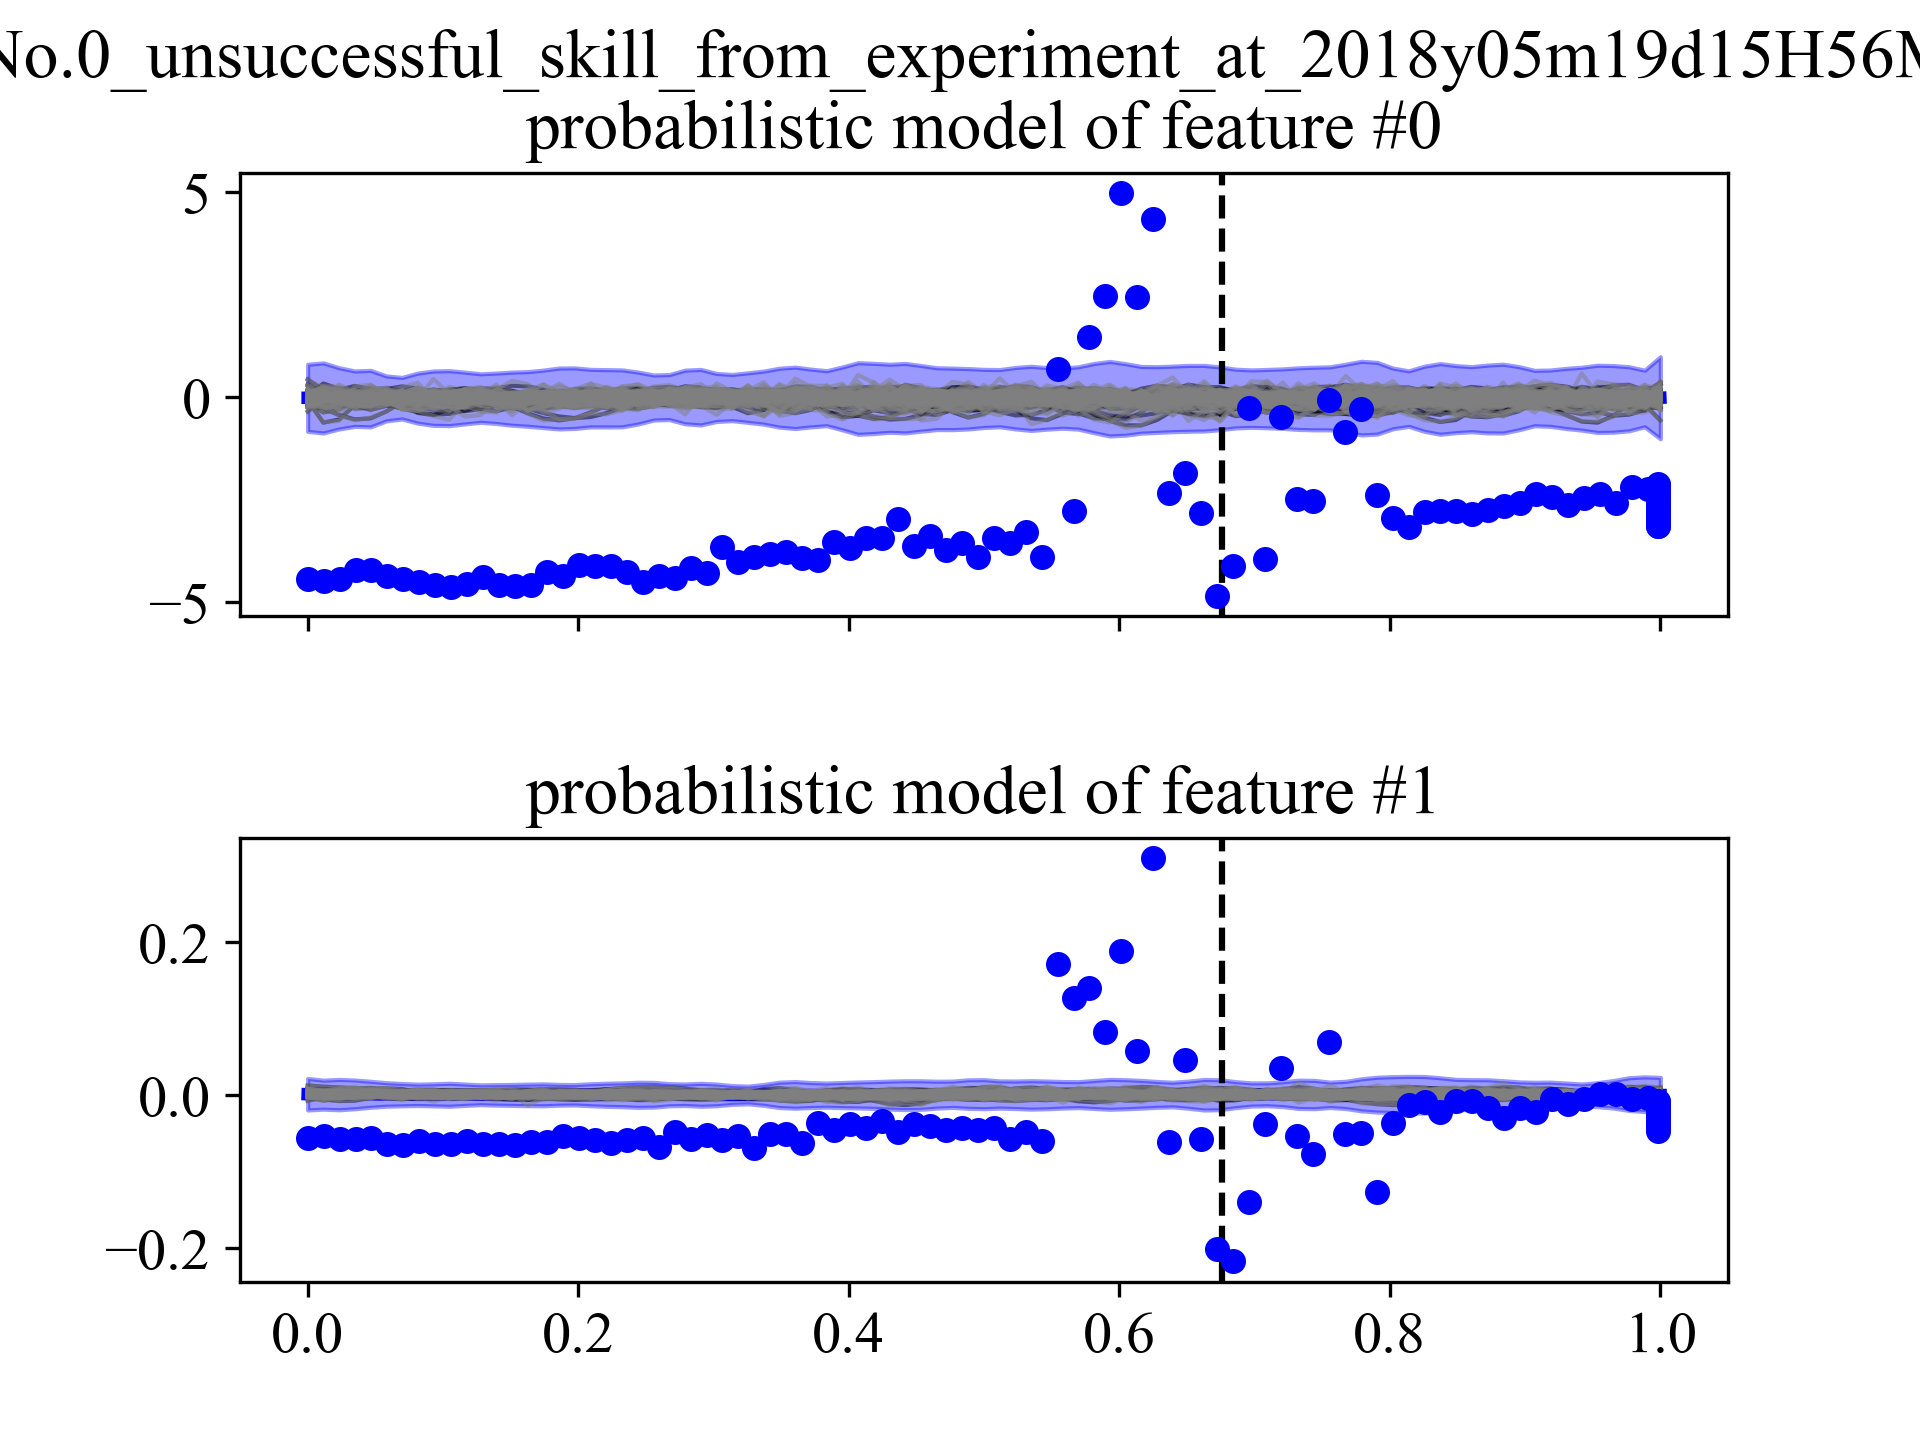 No.0_unsuccessful_skill_from_experiment_at_2018y05m19d15H56M
probabilistic model of feature #0
5
0
−5
probabilistic model of feature #1
0.2
0.0
−0.2
0.0 0.2 0.4 0.6 0.8 1.0